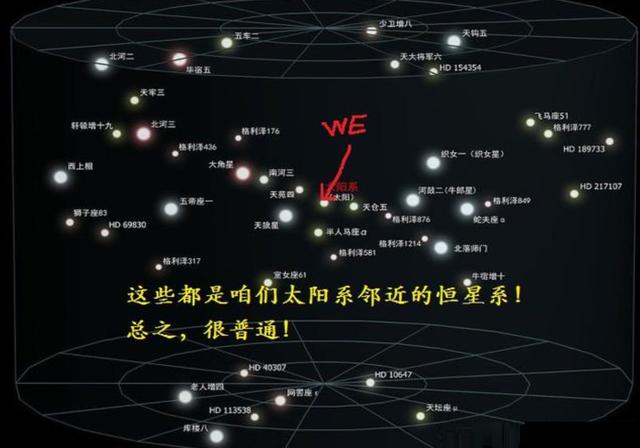 少卫增八
五车二
天钩五
北河二
毕宿五
天大将军六
HD 154354
天牢三
飞马座51
轩辕增十九
北河三
格利泽176
WE
格利泽777
格利泽436
HD 189733
西上相
大角星
南河三
太阳系
(太阳)
织女一 (织女星)
HD 217107
天苑四
五帝座一
天狼星
天仓五
河鼓二(牛郎星)
格利泽849
狮子座83
HD 69830
格利泽876
蛇夫座α
半人马座α
格利泽1214
北落师门
格利泽581
格利泽317
室女座61
牛宿增十
这些都是咱们太阳系邻近的恒星系!
总之，很普通!
HD 40307
HD 10647
老人增四
网罟座ι
HD 113538
天坛座μ
库楼八